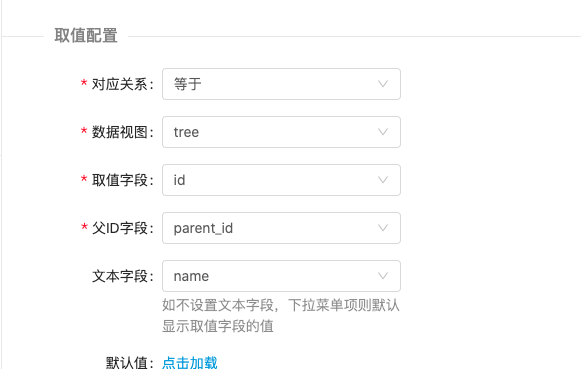 取值配置
* 对应关系： 等于
* 数据视图： tree
* 取值字段： id
* 父ID字段： parent_id
文本字段： name
如不设置文本字段，下拉菜单项则默认
显示取值字段的值
默认值： 点击加载